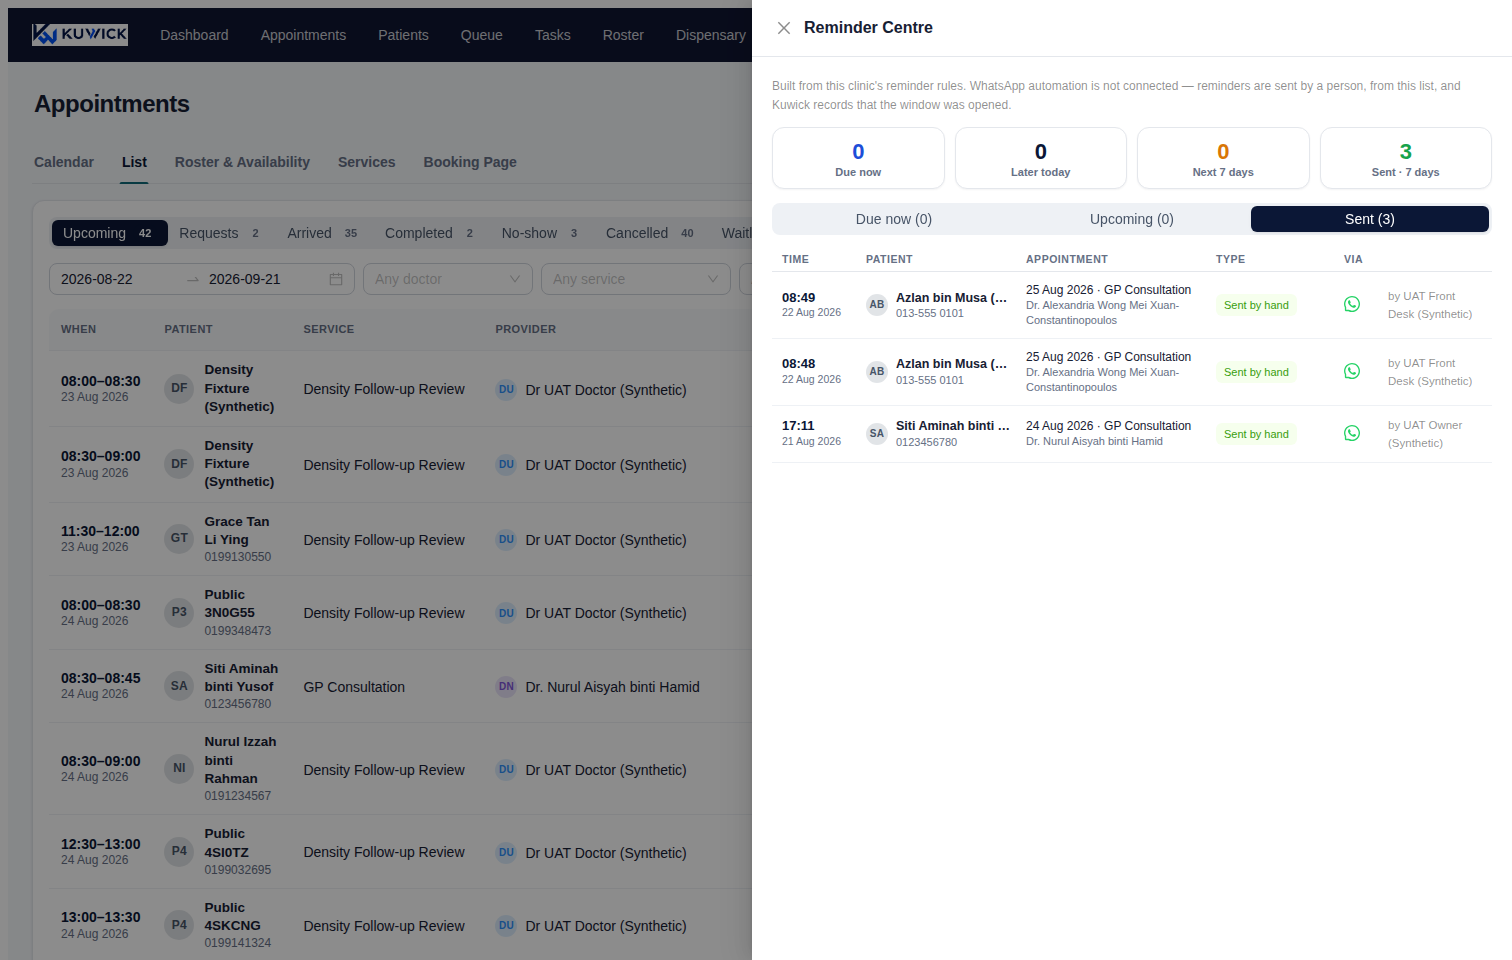 KUWICK
Dashboard Appointments Patients Queue Tasks Roster Dispensary
Appointments
Calendar List Roster & Availability Services Booking Page
Upcoming 42 Requests 2 Arrived 35 Completed 2 No-show 3 Cancelled 40
2026-08-22 → 2026-09-21 Any doctor Any service
WHEN PATIENT SERVICE PROVIDER
08:00–08:30
23 Aug 2026
DF
Density
Fixture
(Synthetic)
Density Follow-up Review
DU Dr UAT Doctor (Synthetic)
08:30–09:00
23 Aug 2026
DF
Density
Fixture
(Synthetic)
Density Follow-up Review
DU Dr UAT Doctor (Synthetic)
11:30–12:00
23 Aug 2026
GT
Grace Tan
Li Ying
0199130550
Density Follow-up Review
DU Dr UAT Doctor (Synthetic)
08:00–08:30
24 Aug 2026
P3
Public
3N0G55
0199348473
Density Follow-up Review
DU Dr UAT Doctor (Synthetic)
08:30–08:45
24 Aug 2026
SA
Siti Aminah
binti Yusof
0123456780
GP Consultation
DN Dr. Nurul Aisyah binti Hamid
08:30–09:00
24 Aug 2026
NI
Nurul Izzah
binti
Rahman
0191234567
Density Follow-up Review
DU Dr UAT Doctor (Synthetic)
12:30–13:00
24 Aug 2026
P4
Public
4SI0TZ
0199032695
Density Follow-up Review
DU Dr UAT Doctor (Synthetic)
13:00–13:30
24 Aug 2026
P4
Public
4SKCNG
0199141324
Density Follow-up Review
DU Dr UAT Doctor (Synthetic)
Reminder Centre
Built from this clinic's reminder rules. WhatsApp automation is not connected — reminders are sent by a person, from this list, and
Kuwick records that the window was opened.
0 0 0 3
Due now Later today Next 7 days Sent · 7 days
Due now (0) Upcoming (0) Sent (3)
TIME PATIENT APPOINTMENT TYPE VIA
08:49
22 Aug 2026
AB
Azlan bin Musa (…
013-555 0101
25 Aug 2026 · GP Consultation
Dr. Alexandria Wong Mei Xuan-
Constantinopoulos
Sent by hand
by UAT Front
Desk (Synthetic)
08:48
22 Aug 2026
AB
Azlan bin Musa (…
013-555 0101
25 Aug 2026 · GP Consultation
Dr. Alexandria Wong Mei Xuan-
Constantinopoulos
Sent by hand
by UAT Front
Desk (Synthetic)
17:11
21 Aug 2026
SA
Siti Aminah binti …
0123456780
24 Aug 2026 · GP Consultation
Dr. Nurul Aisyah binti Hamid
Sent by hand
by UAT Owner
(Synthetic)